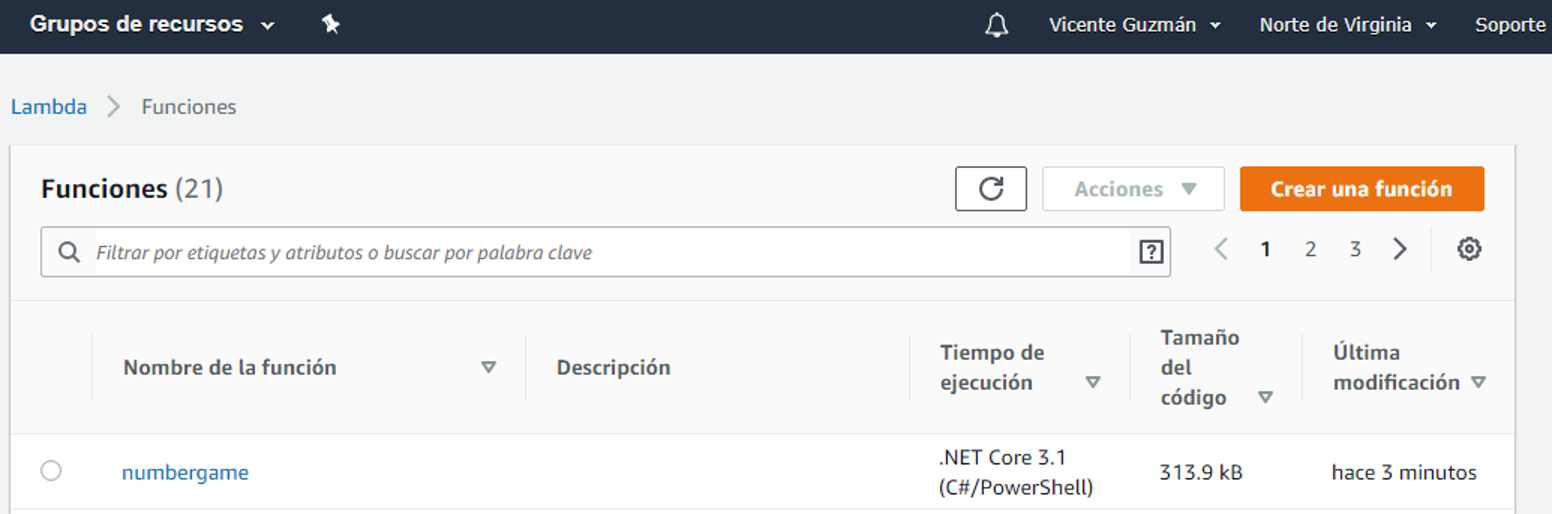 Grupos de recursos Vicente Guzmán Norte de Virginia Soporte
Lambda > Funciones
Funciones (21) Acciones Crear una función
Filtrar por etiquetas y atributos o buscar por palabra clave ? < 1 2 3 >
Nombre de la función Descripción Tiempo de ejecución Tamaño del código Última modificación
numbergame .NET Core 3.1 (C#/PowerShell) 313.9 kB hace 3 minutos